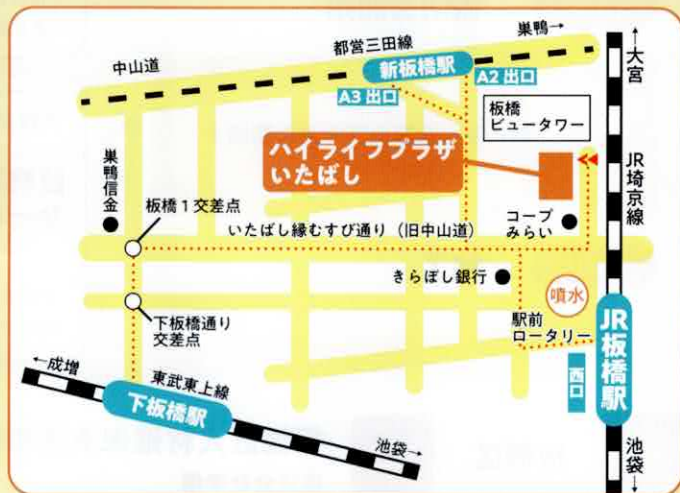 巣鴨→
都営三田線
中山道
新板橋駅
A2 出口
A3 出口
←大宮
板橋
ビュータワー
ハイライフプラザ
いたばし
JR埼京線
巣鴨信金
板橋1交差点
コープ
みらい
いたばし縁むすび通り（旧中山道）
きらぼし銀行
噴水
下板橋通り
交差点
駅前
ロータリー
JR板橋駅
西口
←成増
東武東上線
下板橋駅
池袋→
池袋→